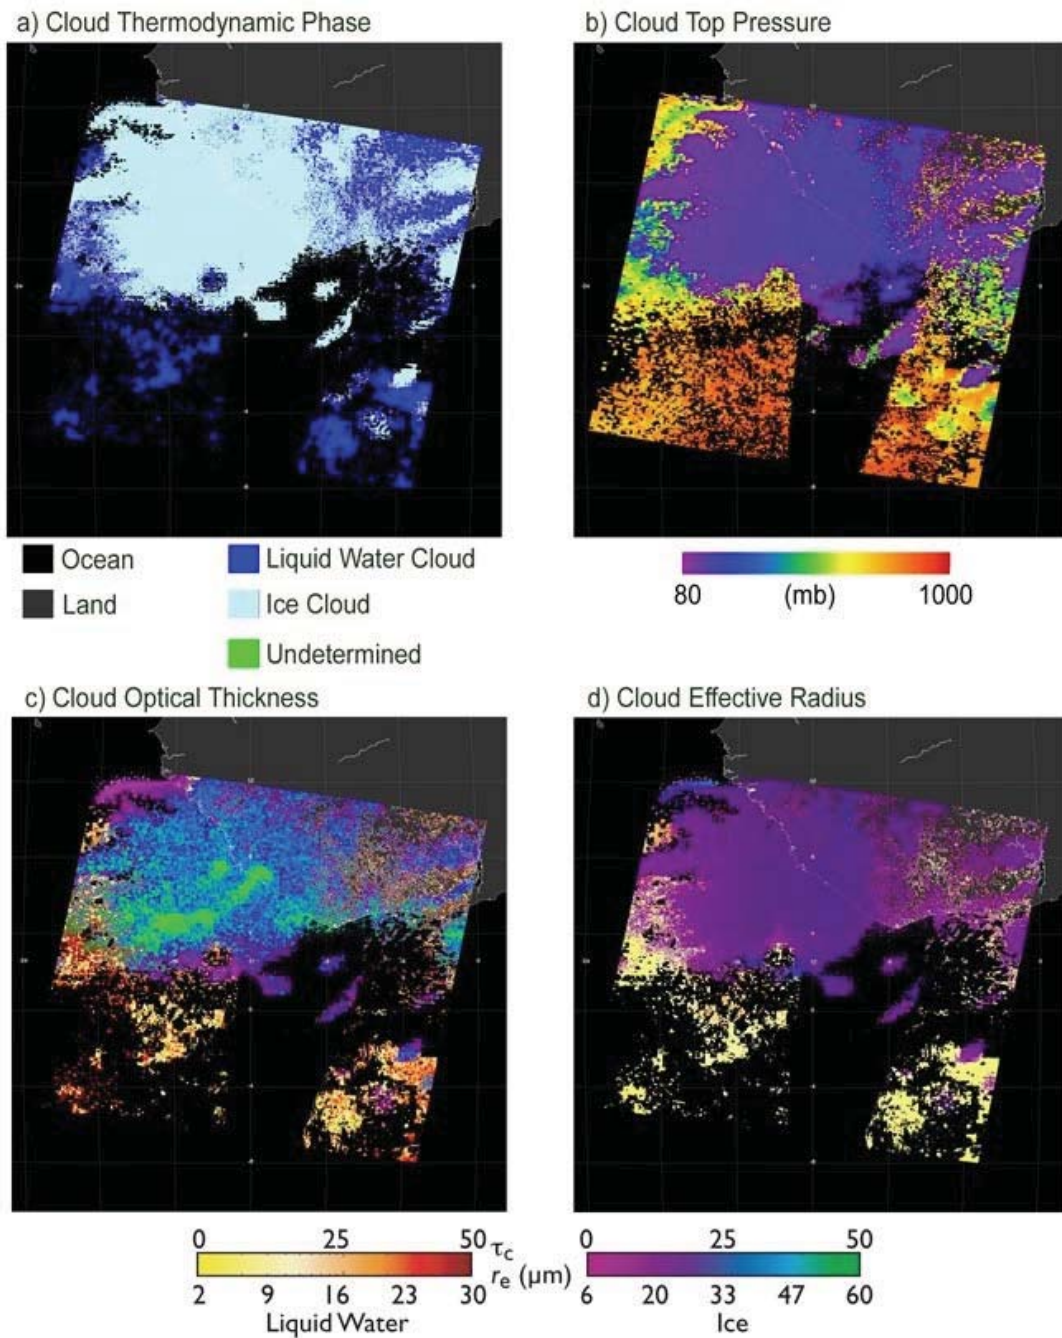 a) Cloud Thermodynamic Phase
b) Cloud Top Pressure
Ocean
Liquid Water Cloud
Land
Ice Cloud
Undetermined
80 (mb) 1000
c) Cloud Optical Thickness
d) Cloud Effective Radius
0 25 50 τc 0 25 50
2 9 16 23 30 re (μm) 6 20 33 47 60
Liquid Water
Ice